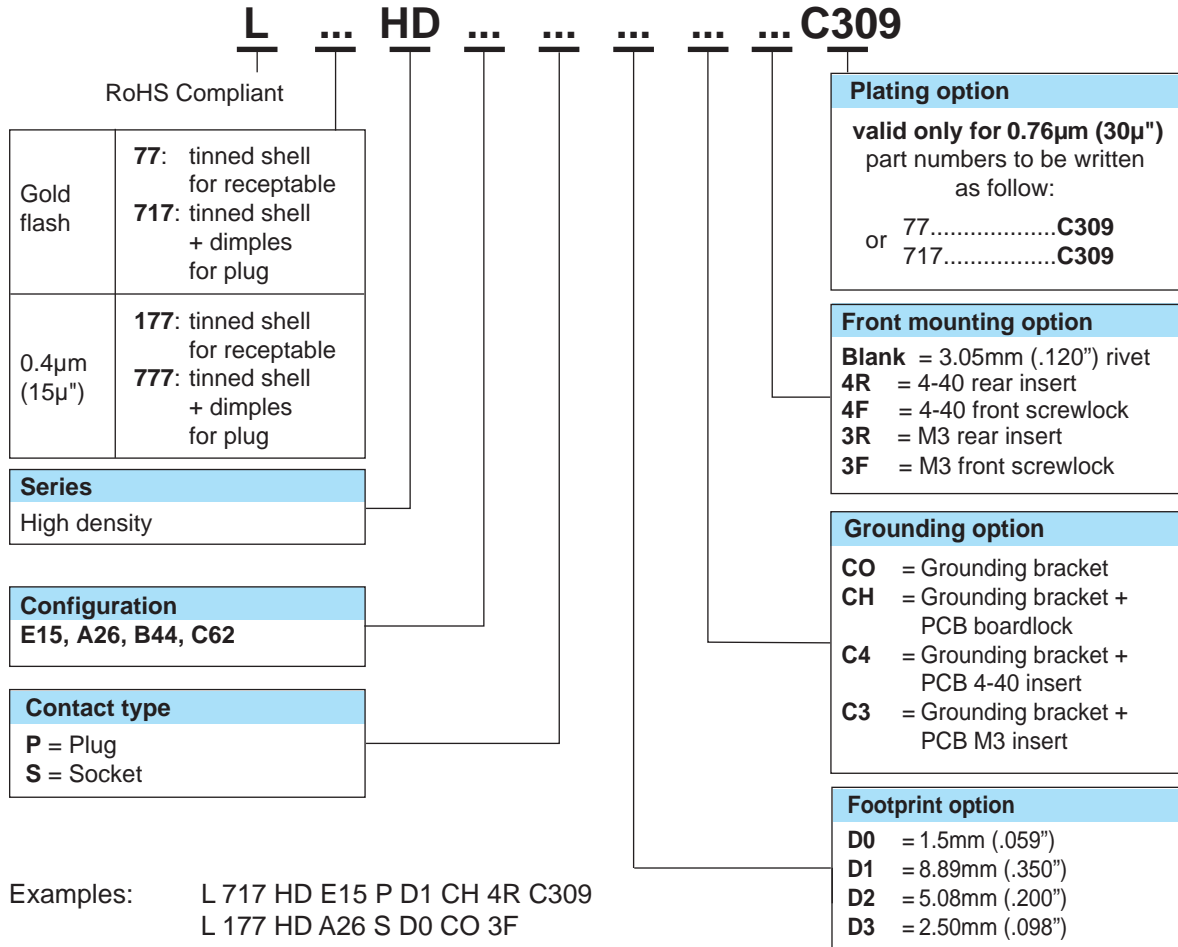 L ... HD ... ... ... ... ... C309
RoHS Compliant
Gold
flash
77: tinned shell
for receptable
717: tinned shell
+ dimples
for plug
0.4µm
(15µ")
177: tinned shell
for receptable
777: tinned shell
+ dimples
for plug
Series
High density
Configuration
E15, A26, B44, C62
Contact type
P = Plug
S = Socket
Plating option
valid only for 0.76µm (30µ")
part numbers to be written
as follow:
or
77...................C309
717.................C309
Front mounting option
Blank = 3.05mm (.120”) rivet
4R = 4-40 rear insert
4F = 4-40 front screwlock
3R = M3 rear insert
3F = M3 front screwlock
Grounding option
CO = Grounding bracket
CH = Grounding bracket +
PCB boardlock
C4 = Grounding bracket +
PCB 4-40 insert
C3 = Grounding bracket +
PCB M3 insert
Footprint option
D0 = 1.5mm (.059”)
D1 = 8.89mm (.350”)
D2 = 5.08mm (.200”)
D3 = 2.50mm (.098”)
Examples: L 717 HD E15 P D1 CH 4R C309
L 177 HD A26 S D0 CO 3F